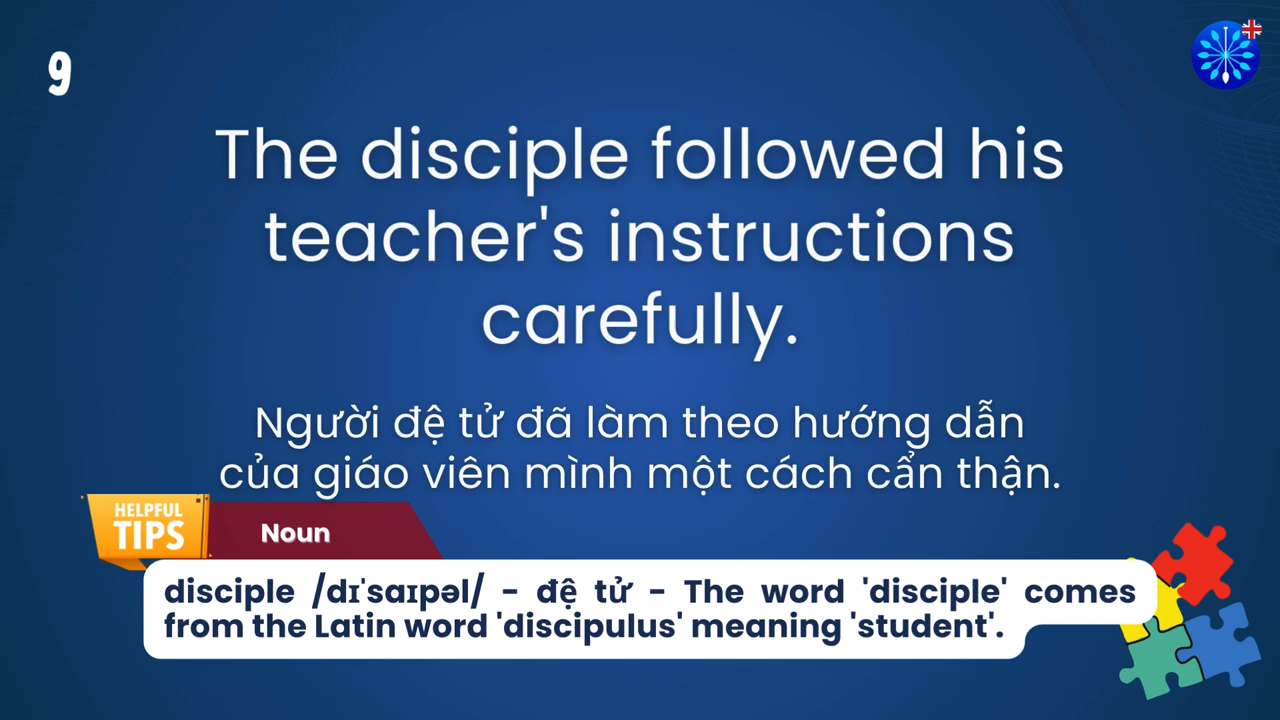 9
The disciple followed his
teacher's instructions
carefully.
Người đệ tử đã làm theo hướng dẫn
của giáo viên mình một cách cẩn thận.
HELPFUL
TIPS
Noun
disciple /dɪˈsaɪpəl/ - đệ tử - The word 'disciple' comes
from the Latin word 'discipulus' meaning 'student'.